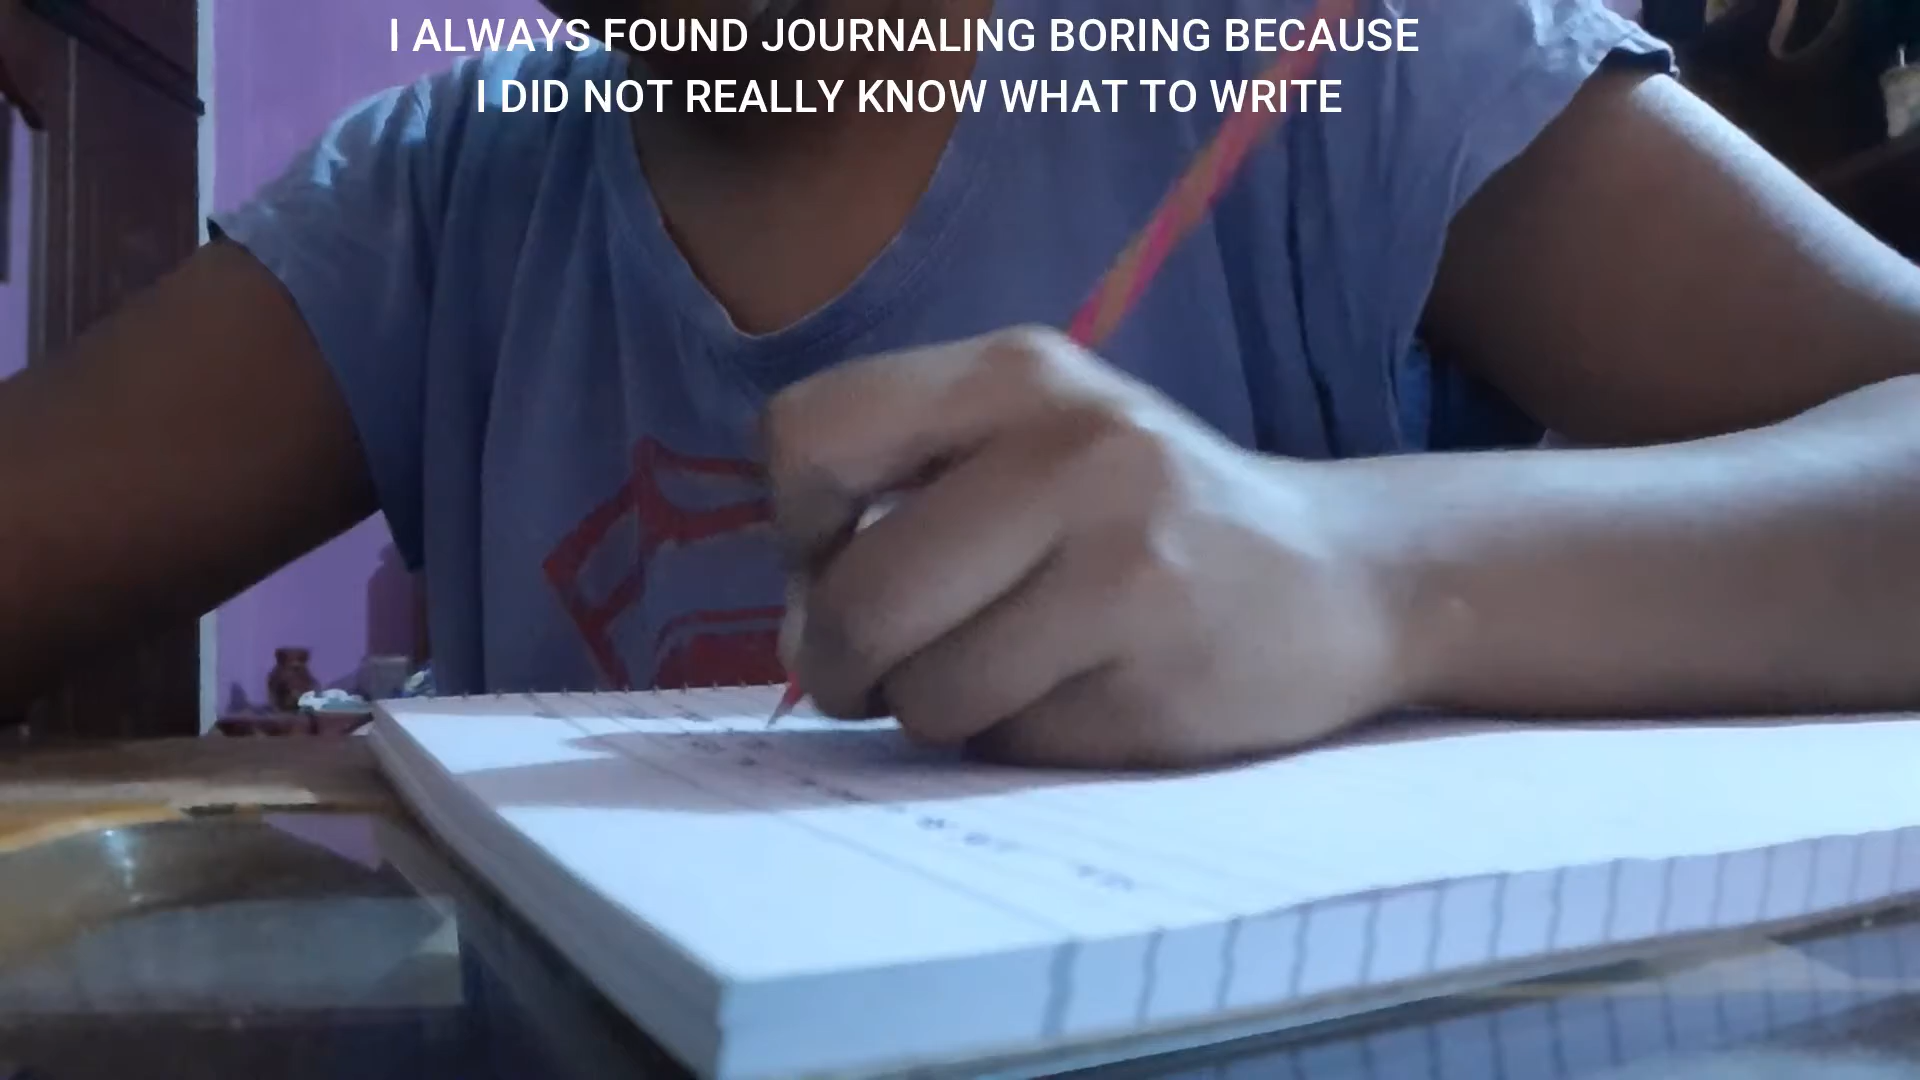 I ALWAYS FOUND JOURNALING BORING BECAUSE
I DID NOT REALLY KNOW WHAT TO WRITE